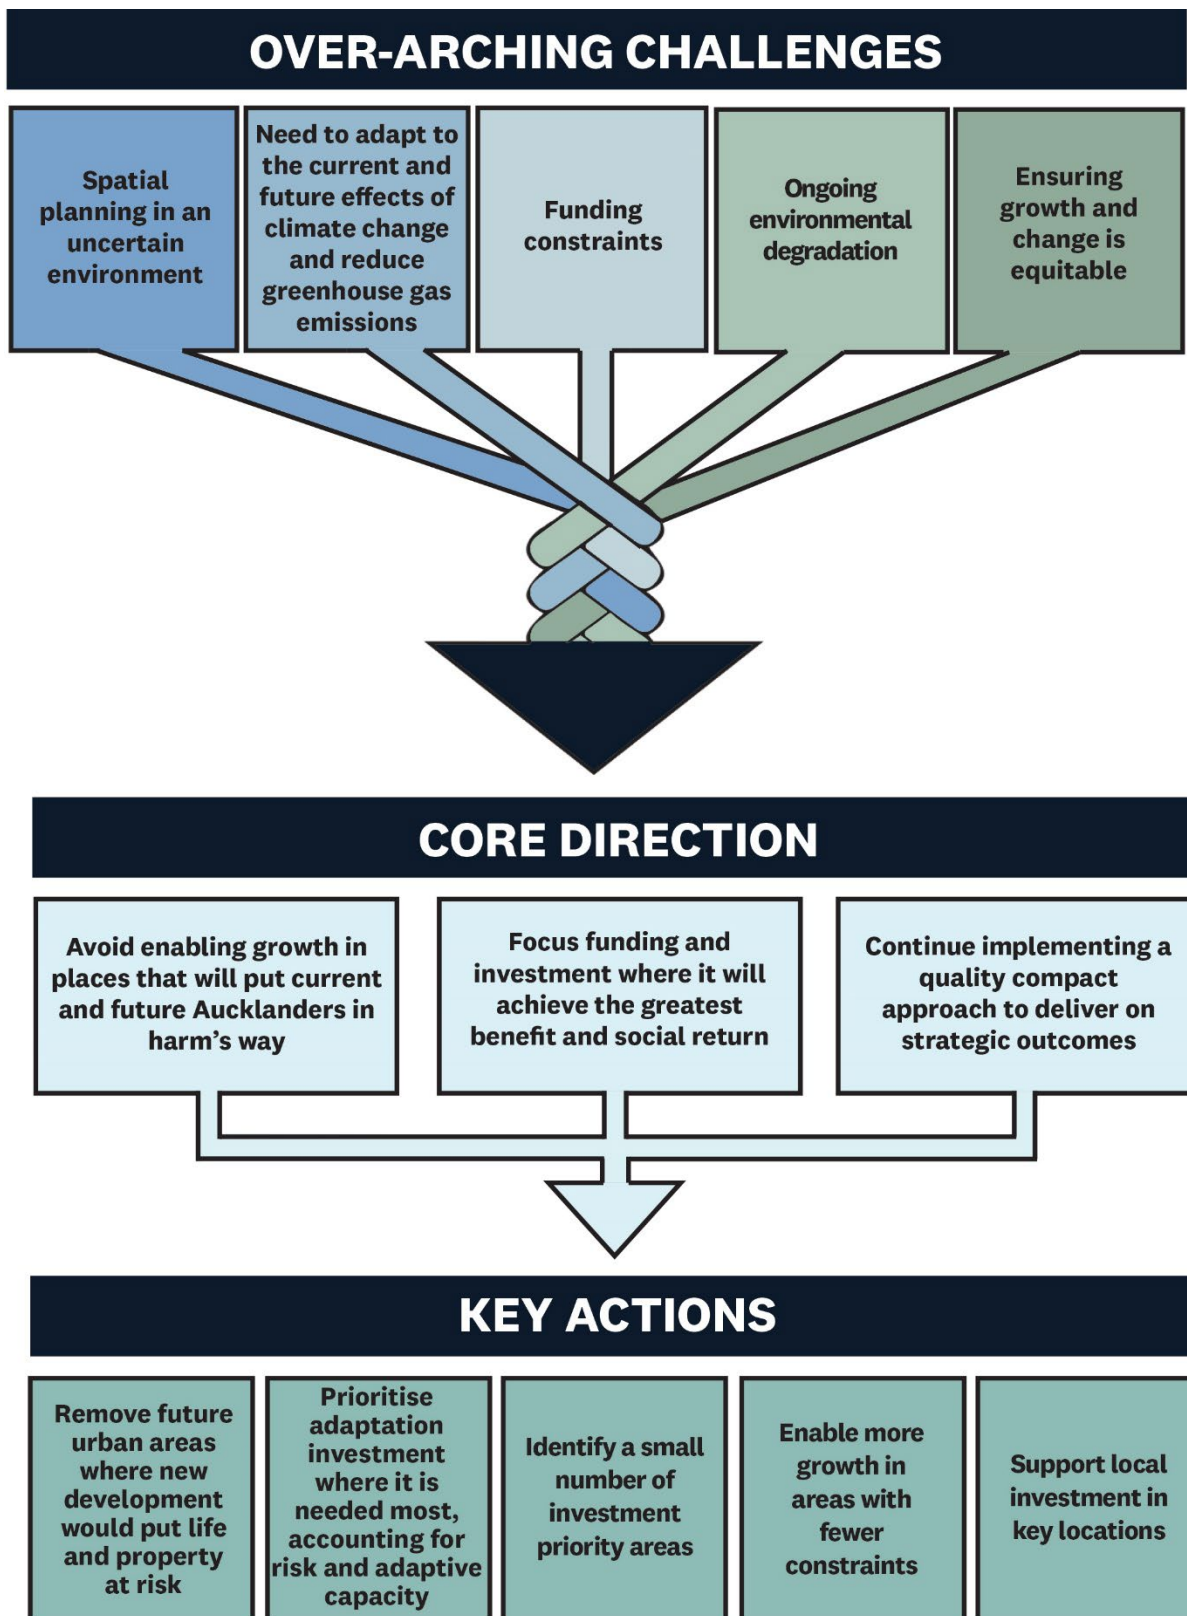 OVER-ARCHING CHALLENGES
Spatial
planning in an
uncertain
environment
Need to adapt to
the current and
future effects of
climate change
and reduce
greenhouse gas
emissions
Funding
constraints
Ongoing
environmental
degradation
Ensuring
growth and
change is
equitable
CORE DIRECTION
Avoid enabling growth in
places that will put current
and future Aucklanders in
harm’s way
Focus funding and
investment where it will
achieve the greatest
benefit and social return
Continue implementing a
quality compact
approach to deliver on
strategic outcomes
KEY ACTIONS
Remove future
urban areas
where new
development
would put life
and property
at risk
Prioritise
adaptation
investment
where it is
needed most,
accounting for
risk and adaptive
capacity
Identify a small
number of
investment
priority areas
Enable more
growth in
areas with
fewer
constraints
Support local
investment in
key locations